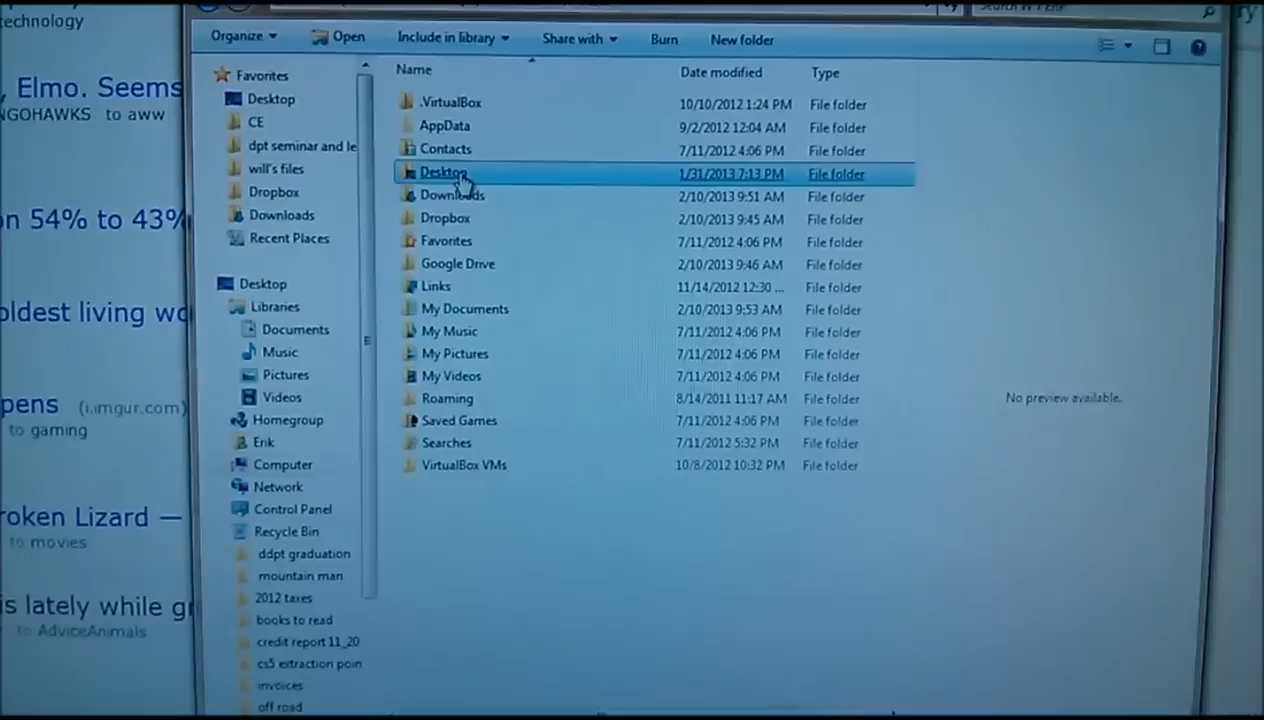 technology
, Elmo. Seems
NGOHAWKS to aww
on 54% to 43%
oldest living wo
pens (i.imgur.com)
to gaming
roken Lizard —
to movies
is lately while gr
to AdviceAnimals
Organize Open Include in library Share with Burn New folder
Favorites
Desktop
CE
dpt seminar and le
will's files
Dropbox
Downloads
Recent Places
Desktop
Libraries
Documents
Music
Pictures
Videos
Homegroup
Erik
Computer
Network
Control Panel
Recycle Bin
ddpt graduation
mountain man
2012 taxes
books to read
credit report 11_20
cs5 extraction poin
invoices
off road
Name Date modified Type
.VirtualBox 10/10/2012 1:24 PM File folder
AppData 9/2/2012 12:04 AM File folder
Contacts 7/11/2012 4:06 PM File folder
Desktop 1/31/2013 7:13 PM File folder
Downloads 2/10/2013 9:51 AM File folder
Dropbox 2/10/2013 9:45 AM File folder
Favorites 7/11/2012 4:06 PM File folder
Google Drive 2/10/2013 9:46 AM File folder
Links 11/14/2012 12:30 ... File folder
My Documents 2/10/2013 9:53 AM File folder
My Music 7/11/2012 4:06 PM File folder
My Pictures 7/11/2012 4:06 PM File folder
My Videos 7/11/2012 4:06 PM File folder
Roaming 8/14/2011 11:17 AM File folder
Saved Games 7/11/2012 4:06 PM File folder
Searches 7/11/2012 5:32 PM File folder
VirtualBox VMs 10/8/2012 10:32 PM File folder
No preview available.